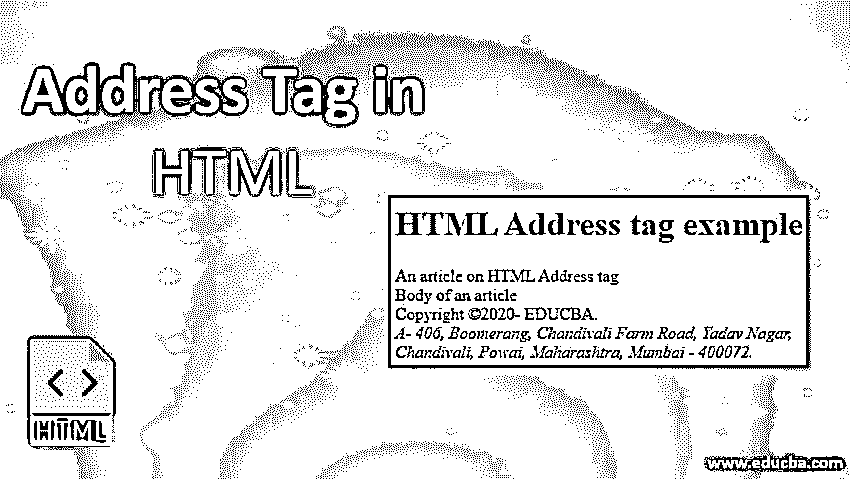 Address Tag in
HTML
HTML Address tag example
An article on HTML Address tag
Body of an article
Copyright ©2020- EDUCBA.
A- 406, Boomerang, Chandivali Farm Road, Yadav Nagar,
Chandivali, Powai, Maharashtra, Mumbai - 400072.
HTML
www.educba.com